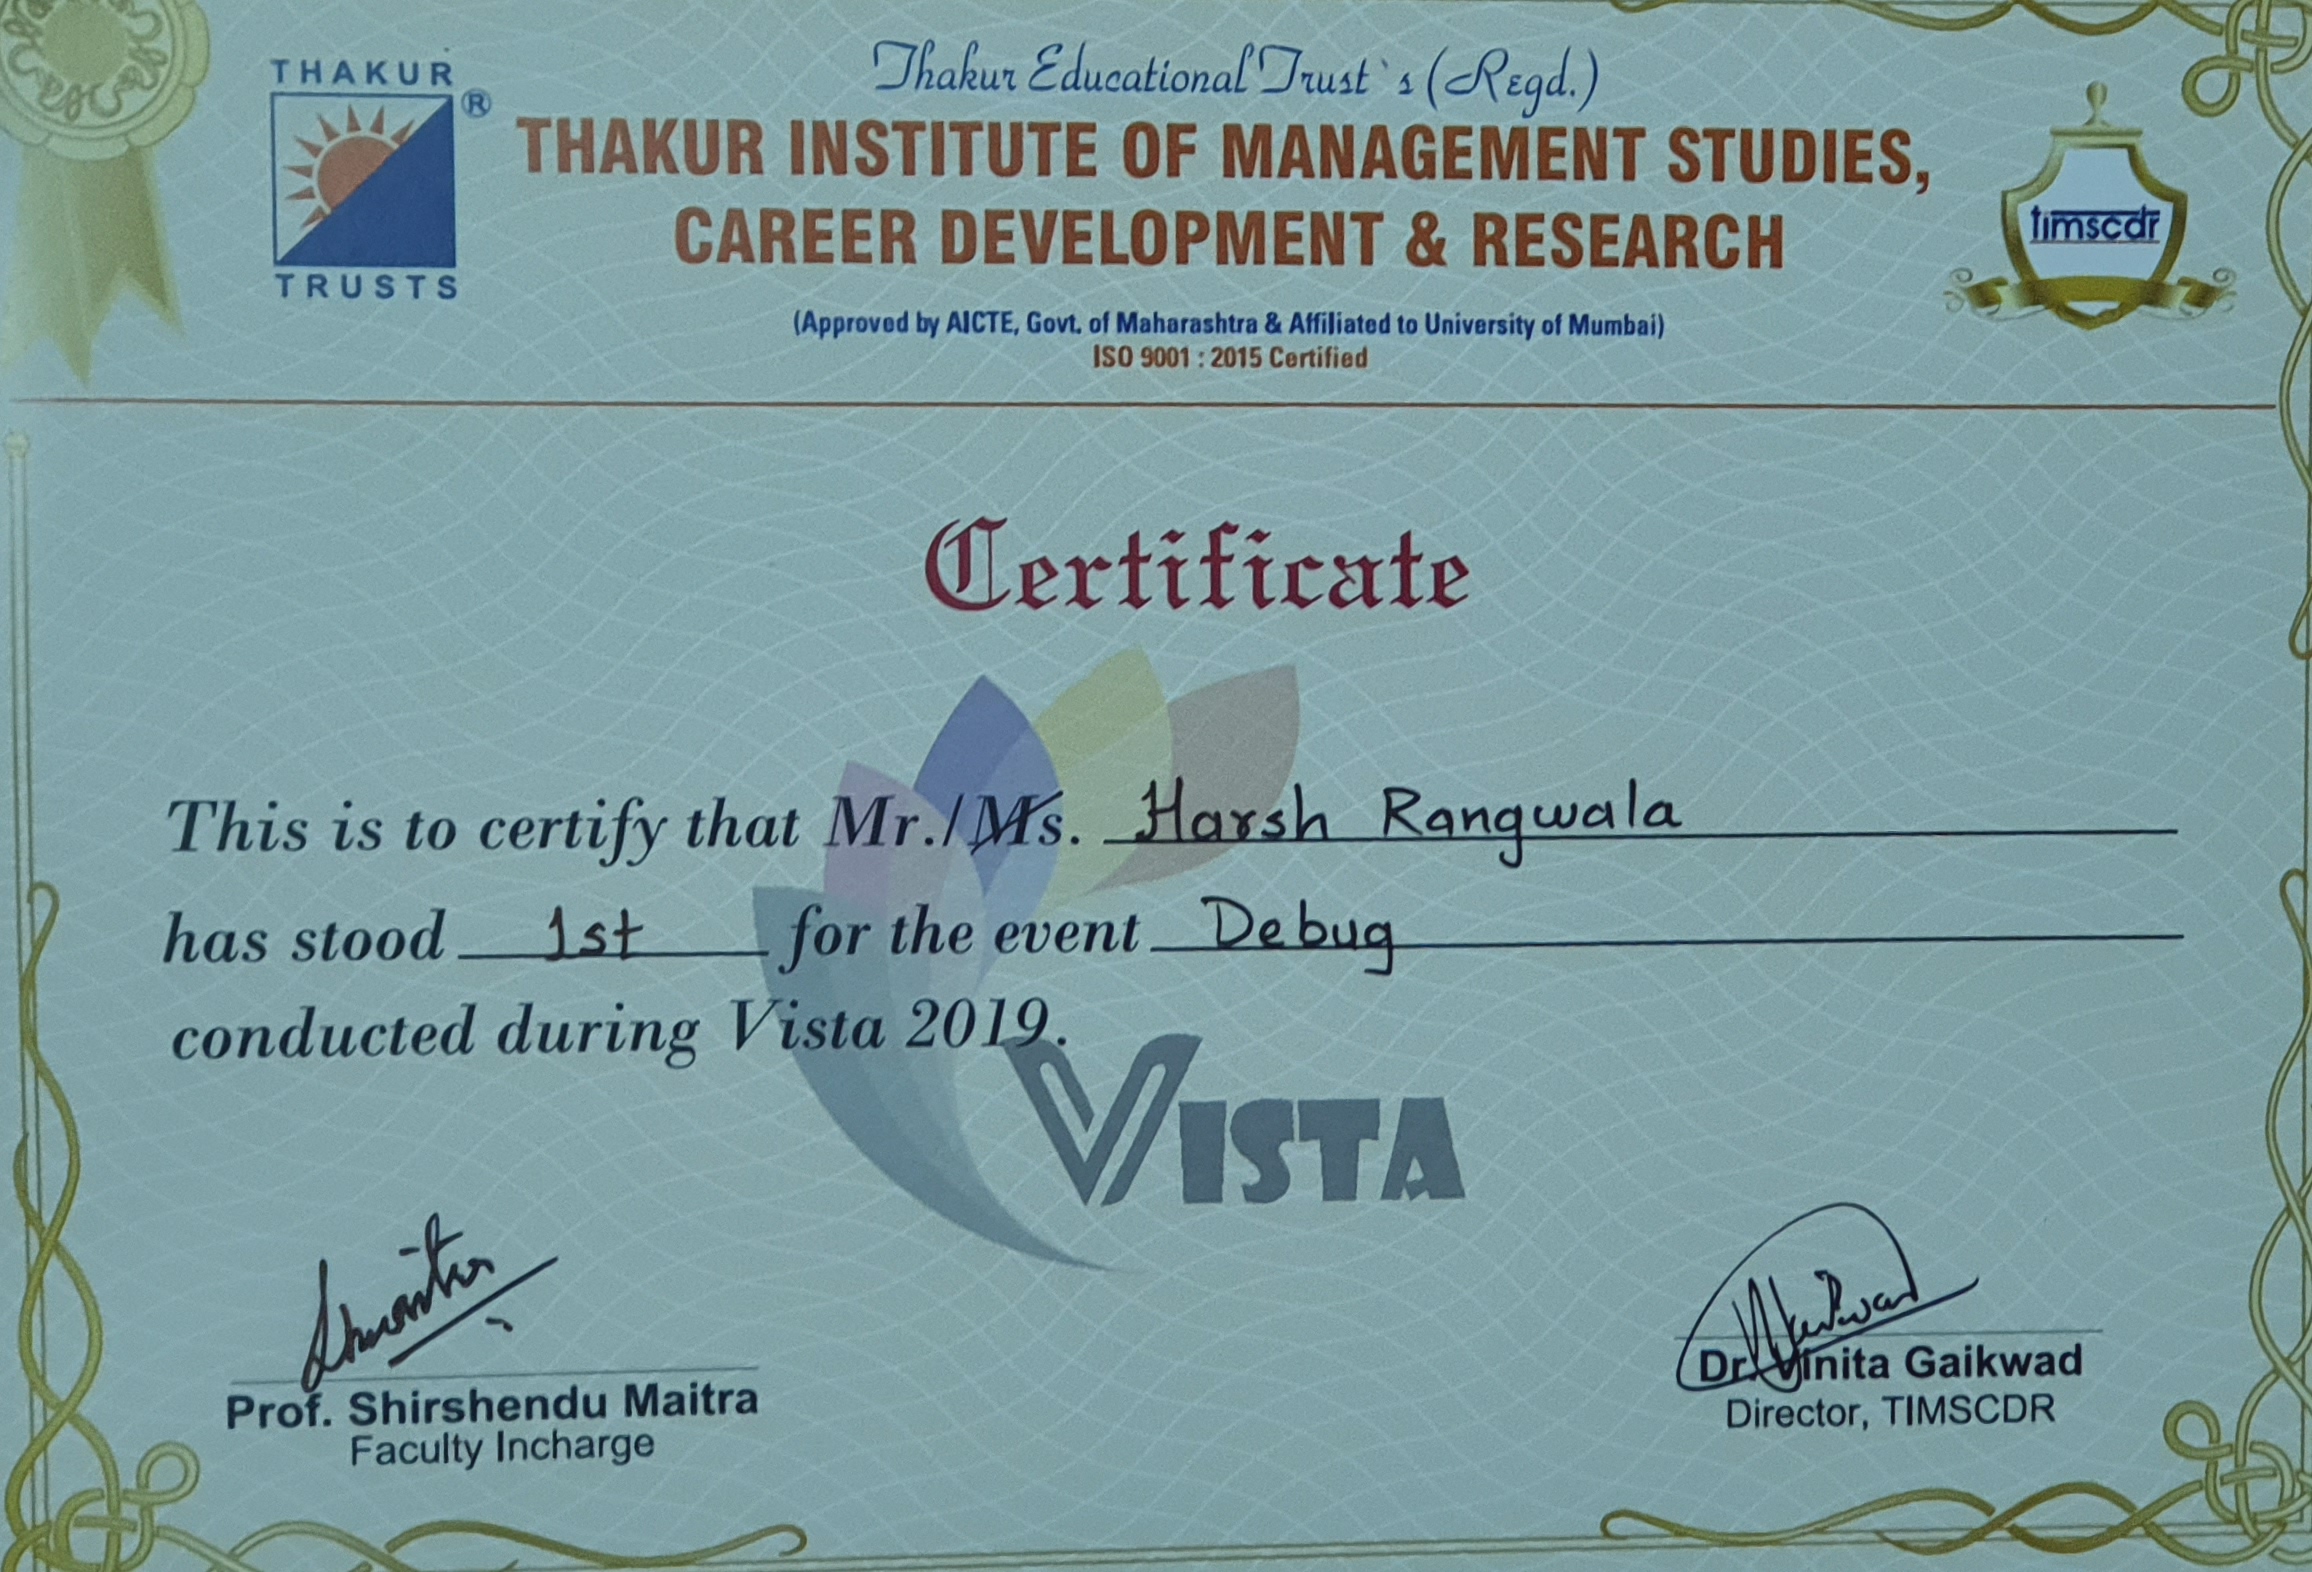 THAKUR
®
TRUSTS
Thakur Educational Trust`s (Regd.)
THAKUR INSTITUTE OF MANAGEMENT STUDIES,
CAREER DEVELOPMENT & RESEARCH
(Approved by AICTE, Govt. of Maharashtra & Affiliated to University of Mumbai)
ISO 9001 : 2015 Certified
timscdr
Certificate
This is to certify that Mr./Ms. Harsh Rangwala
has stood 1st for the event Debug
conducted during Vista 2019.
VISTA
Prof. Shirshendu Maitra
Faculty Incharge
Dr. Vinita Gaikwad
Director, TIMSCDR